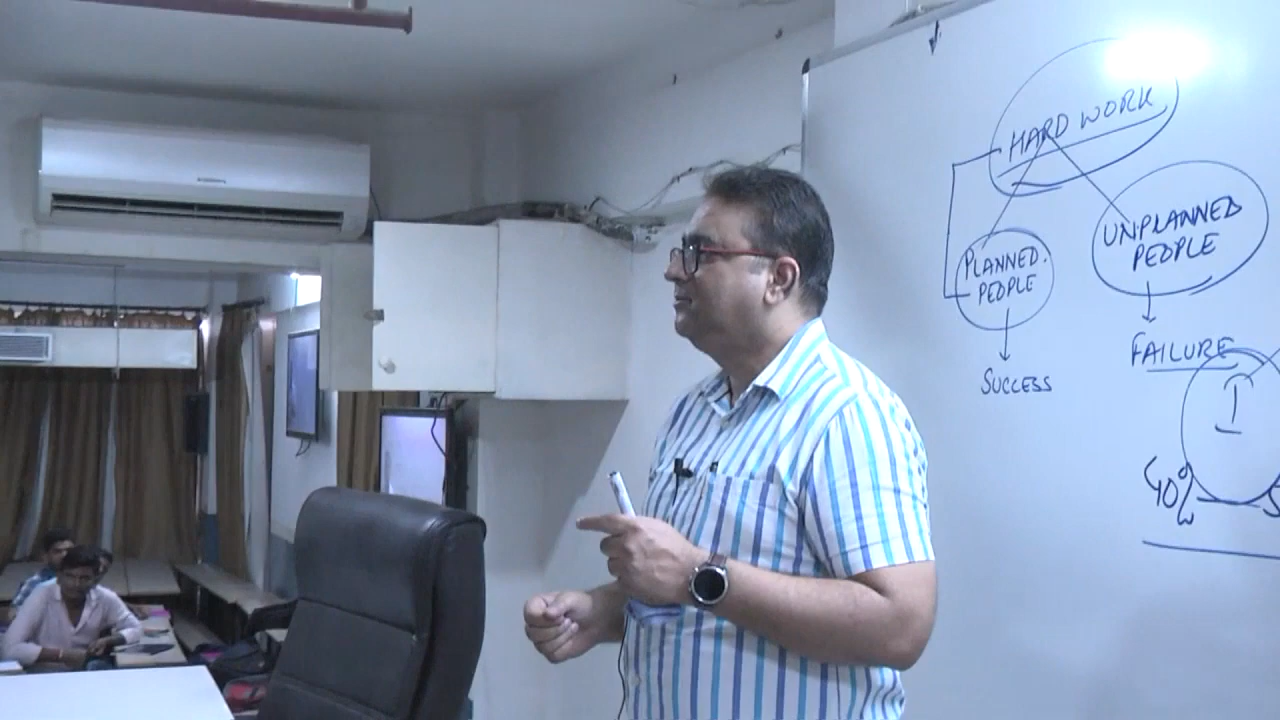 HARD WORK
PLANNED.
PEOPLE
UNPLANNED
PEOPLE
SUCCESS
FAILURE
I
40%